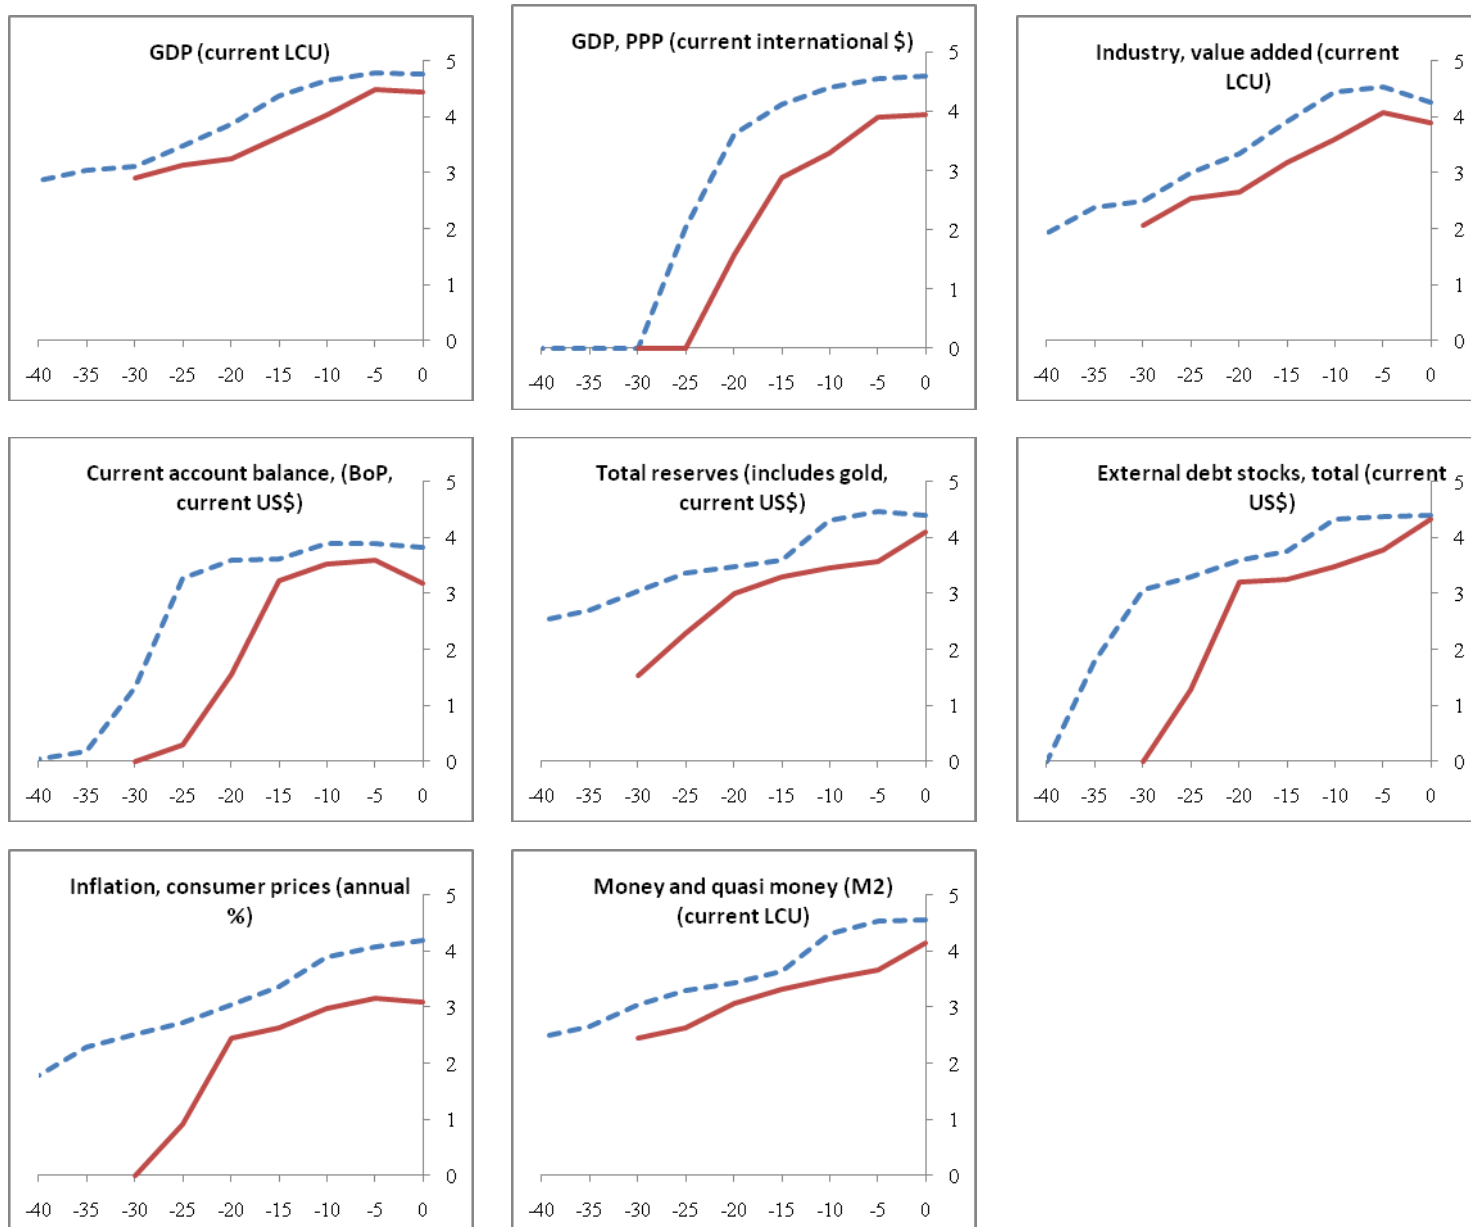 GDP (current LCU)
5
4
3
2
1
0
-40 -35 -30 -25 -20 -15 -10 -5 0
GDP, PPP (current international $)
5
4
3
2
1
0
-40 -35 -30 -25 -20 -15 -10 -5 0
Industry, value added (current
LCU)
5
4
3
2
1
0
-40 -35 -30 -25 -20 -15 -10 -5 0
Current account balance, (BoP,
current US$)
5
4
3
2
1
0
-40 -35 -30 -25 -20 -15 -10 -5 0
Total reserves (includes gold,
current US$)
5
4
3
2
1
0
-40 -35 -30 -25 -20 -15 -10 -5 0
External debt stocks, total (current
US$)
5
4
3
2
1
0
-40 -35 -30 -25 -20 -15 -10 -5 0
Inflation, consumer prices (annual
%)
5
4
3
2
1
0
-40 -35 -30 -25 -20 -15 -10 -5 0
Money and quasi money (M2)
(current LCU)
5
4
3
2
1
0
-40 -35 -30 -25 -20 -15 -10 -5 0